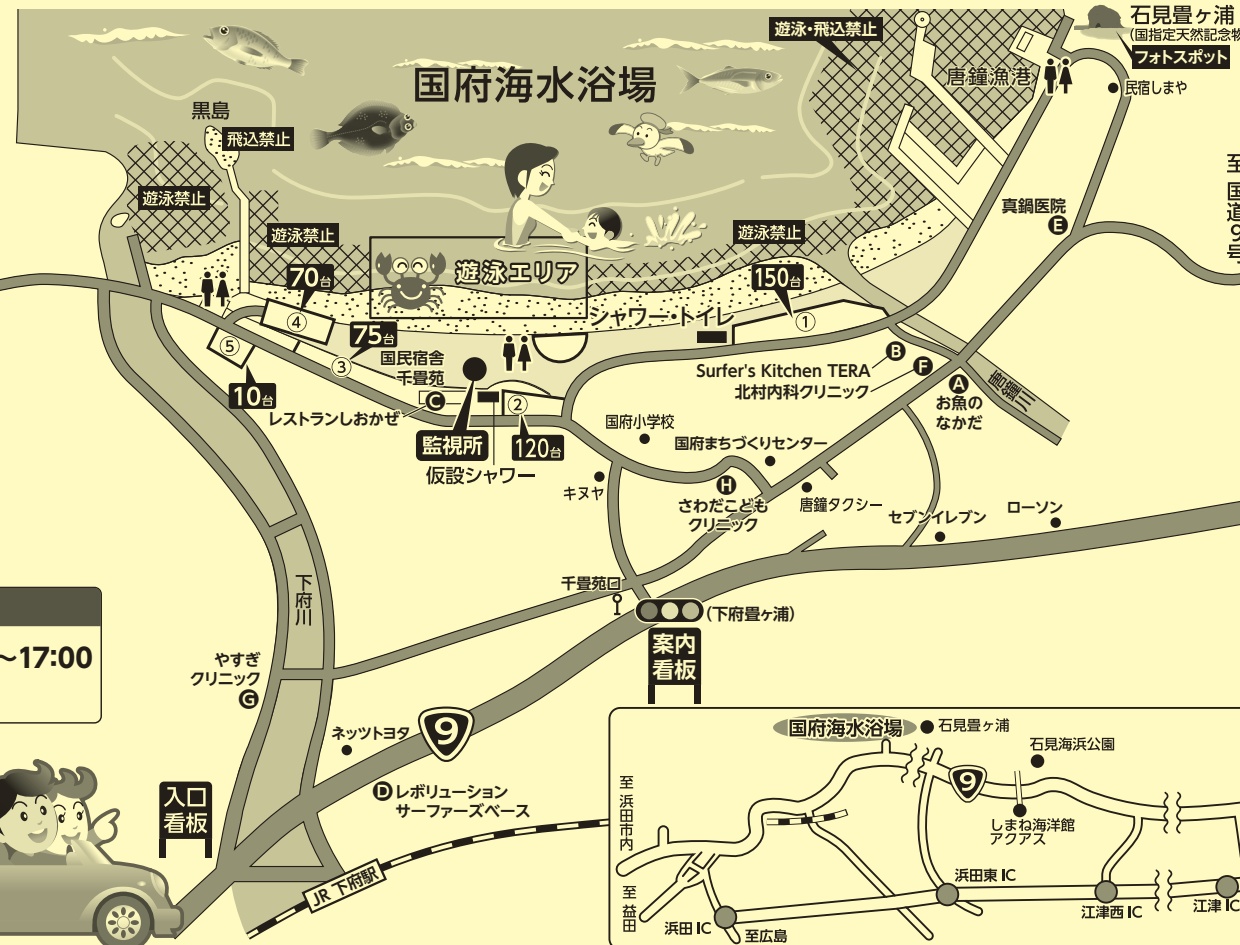 石見畳ヶ浦
(国指定天然記念物
フォトスポット
遊泳・飛込禁止
国府海水浴場
唐鐘漁港
民宿しまや
黒島
飛込禁止
至国道9号
遊泳禁止
真鍋医院
E
遊泳禁止
遊泳禁止
遊泳エリア
70台
150台
シャワー・トイレ
④
①
⑤
75台
③
国民宿舎
千畳苑
B
Surfer's Kitchen TERA
F
北村内科クリニック
A
お魚の
なかだ
唐鐘川
10台
レストランしおかぜ
C
②
監視所
120台
仮設シャワー
国府小学校
国府まちづくりセンター
キヌヤ
H
さわだこども
クリニック
唐鐘タクシー
セブンイレブン
ローソン
下府川
千畳苑口
(下府畳ヶ浦)
案内
看板
～17:00
やすぎ
クリニック
G
ネッツトヨタ
9
D レボリューション
サーファーズベース
入口
看板
JR 下府駅
国府海水浴場
石見畳ヶ浦
石見海浜公園
9
至浜田市内
しまね海洋館
アクアス
浜田東 IC
至益田
浜田 IC
至広島
江津西 IC
江津 IC